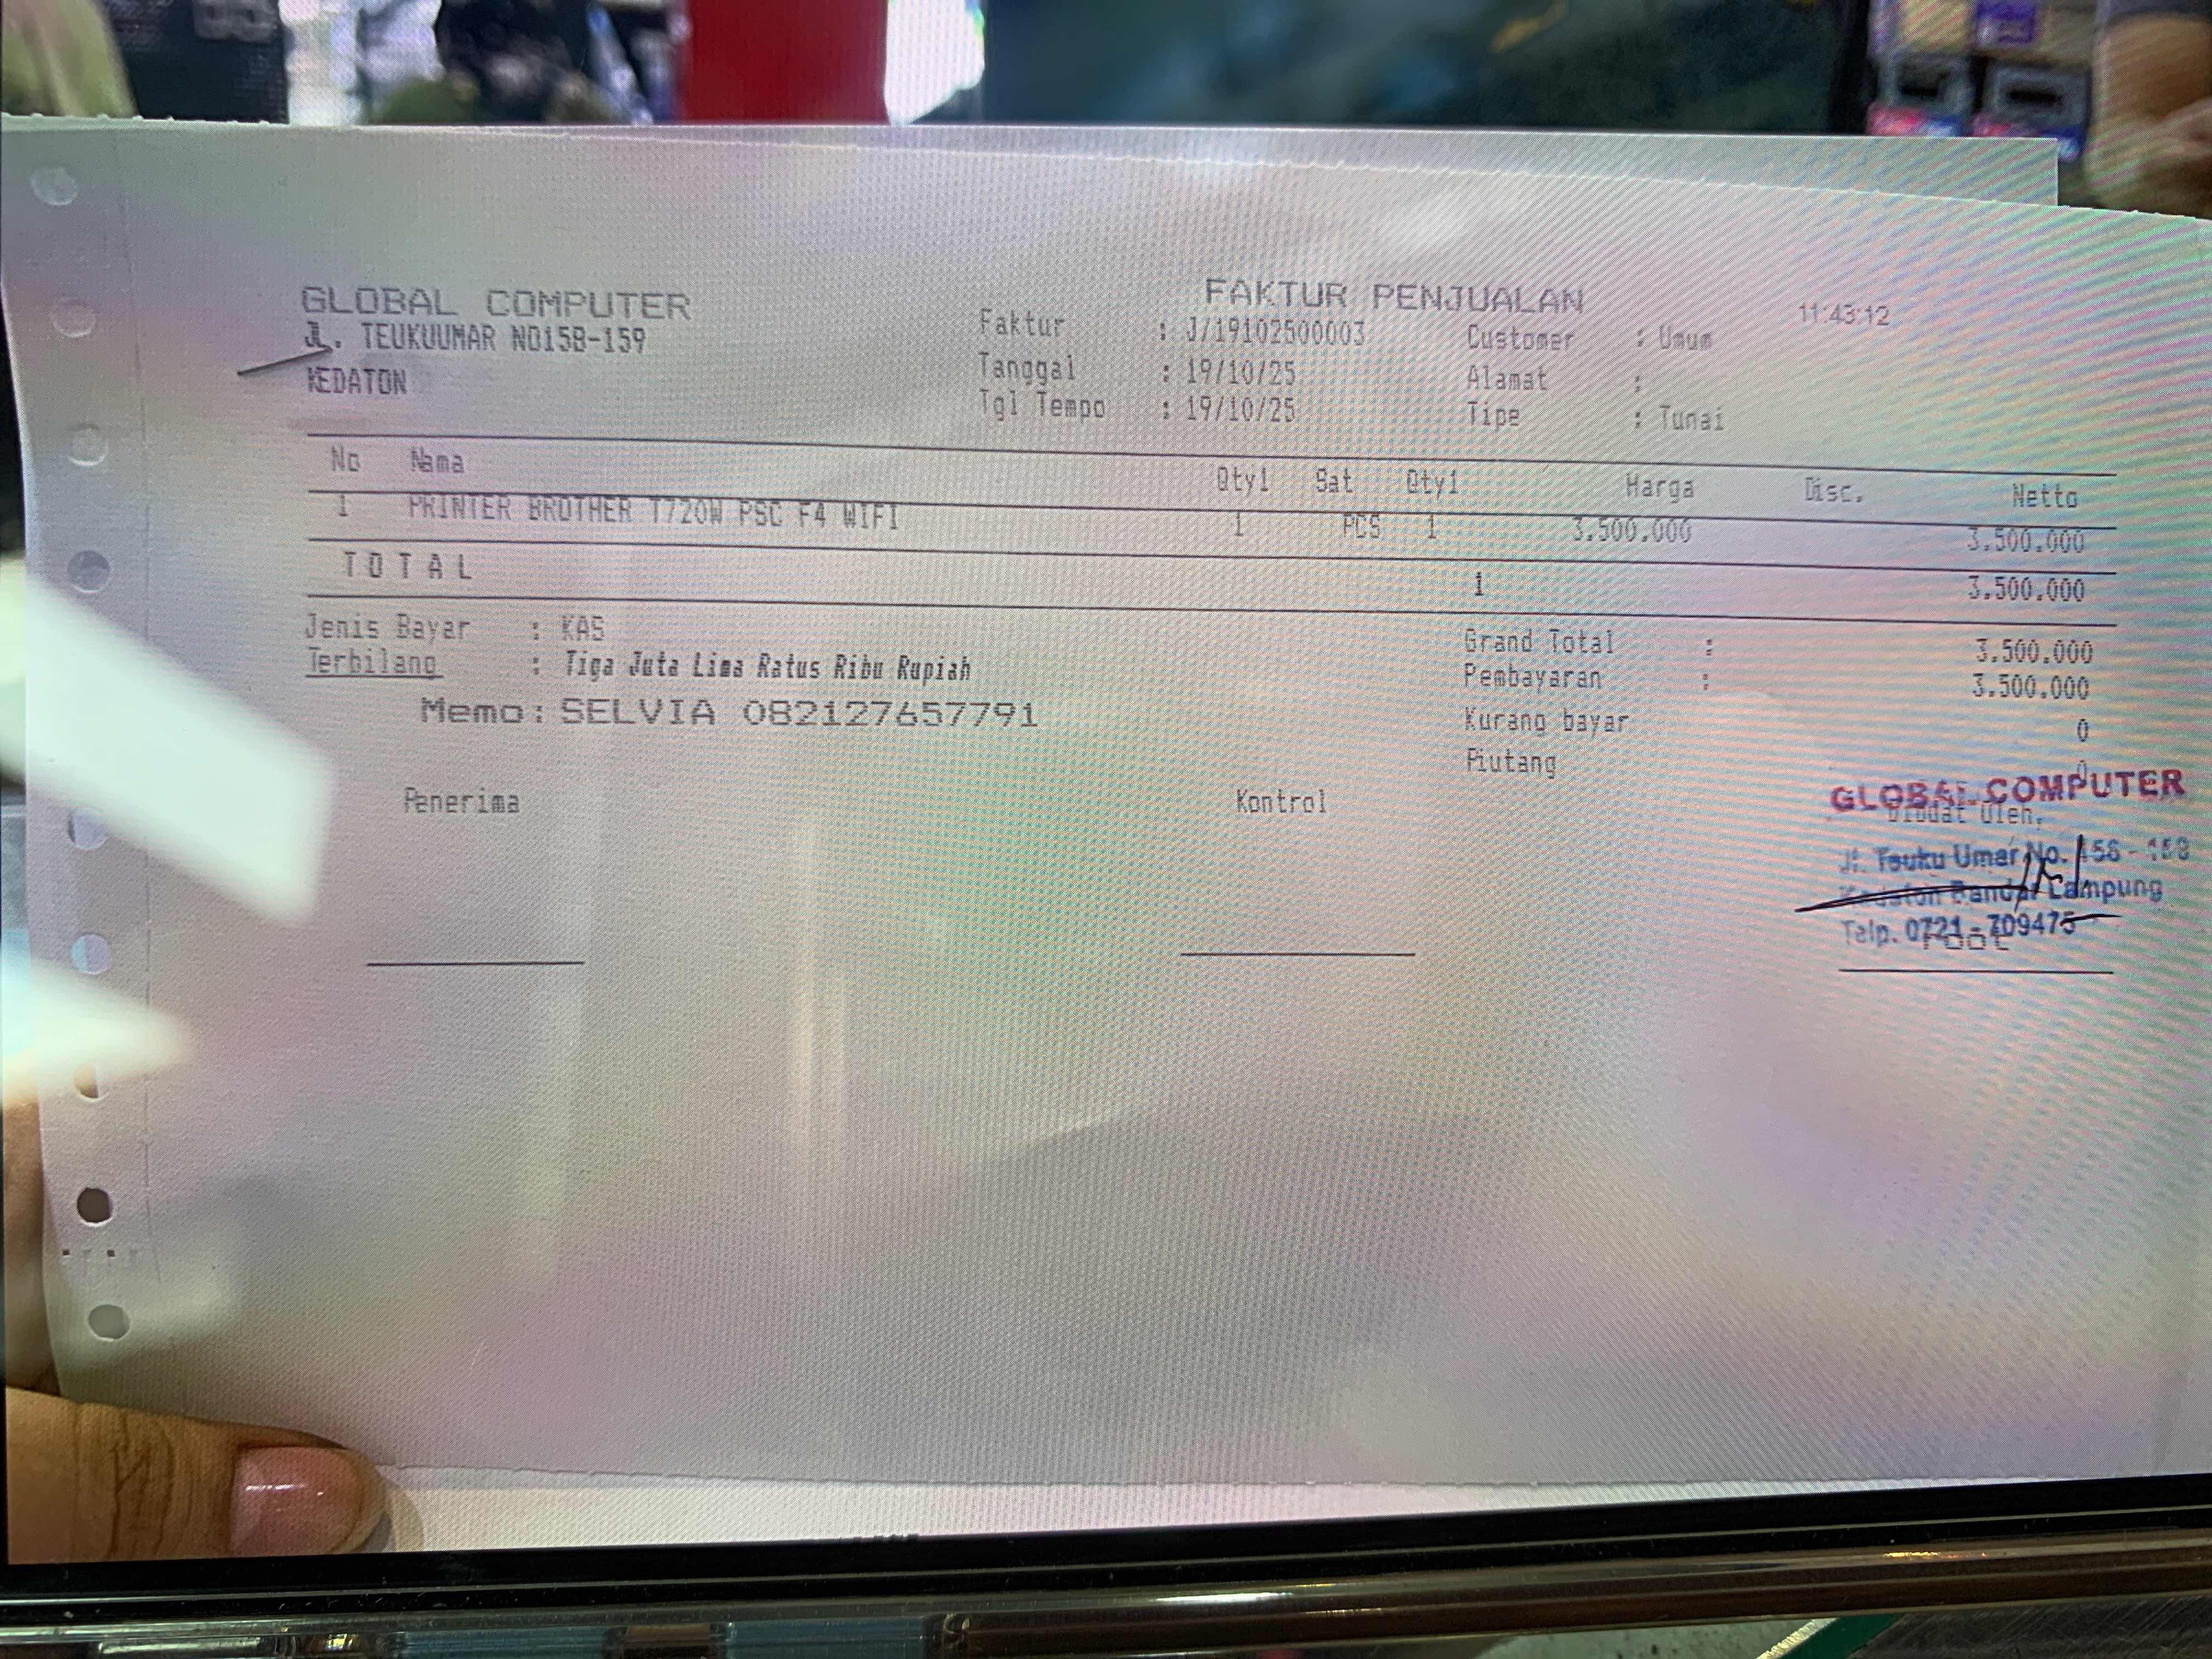 GLOBAL COMPUTER
JL. TEUKUUMAR NO158-159
KEDATON
FAKTUR PENJUALAN
11:43:12
Faktur : J/19102500003
Tanggal : 19/10/25
Tgl Tempo : 19/10/25
Customer : Umum
Alamat :
Tipe : Tunai
No Nama Qty1 Sat Qty1 Harga Disc. Netto
1 PRINTER BROTHER T720W PSC F4 WIFI 1 PCS 1 3.500.000 3.500.000
T O T A L 1 3.500.000
Jenis Bayar : KAS
Terbilang : Tiga Juta Lima Ratus Ribu Rupiah
Memo : SELVIA 082127657791
Grand Total : 3.500.000
Pembayaran : 3.500.000
Kurang bayar 0
Piutang 0
Penerima
Kontrol
GLOBAL COMPUTER
Dibuat Oleh,
Jl. Teuku Umar No.
Bandar Lampung
Telp. 0721 - 709475